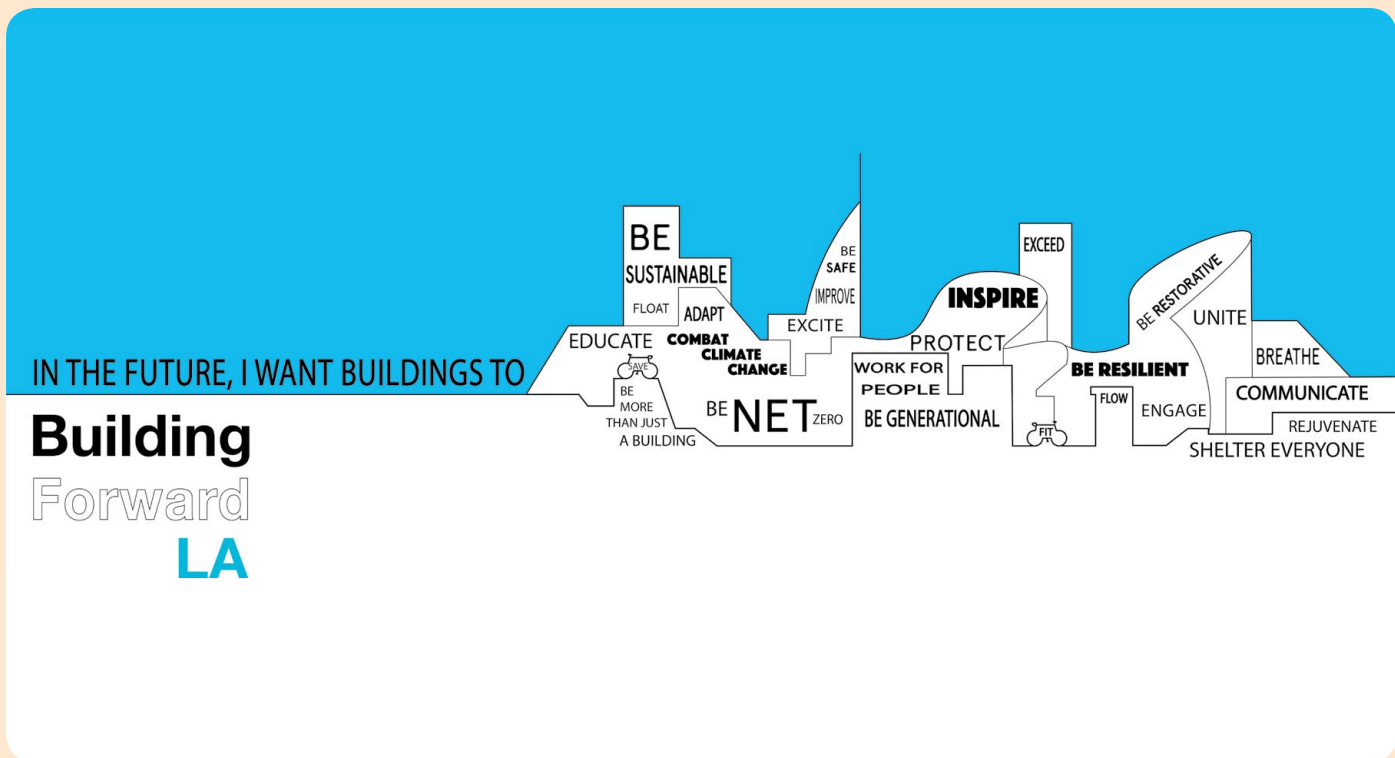 IN THE FUTURE, I WANT BUILDINGS TO
Building
Forward
LA
BE
SUSTAINABLE
FLOAT
ADAPT
EDUCATE
SAVE
COMBAT
CLIMATE
CHANGE
BE
MORE
THAN JUST
A BUILDING
BE NET ZERO
BE
SAFE
IMPROVE
EXCITE
INSPIRE
PROTECT
WORK FOR
PEOPLE
BE GENERATIONAL
EXCEED
FIT
BE RESILIENT
FLOW
ENGAGE
BE RESTORATIVE
UNITE
BREATHE
COMMUNICATE
REJUVENATE
SHELTER EVERYONE